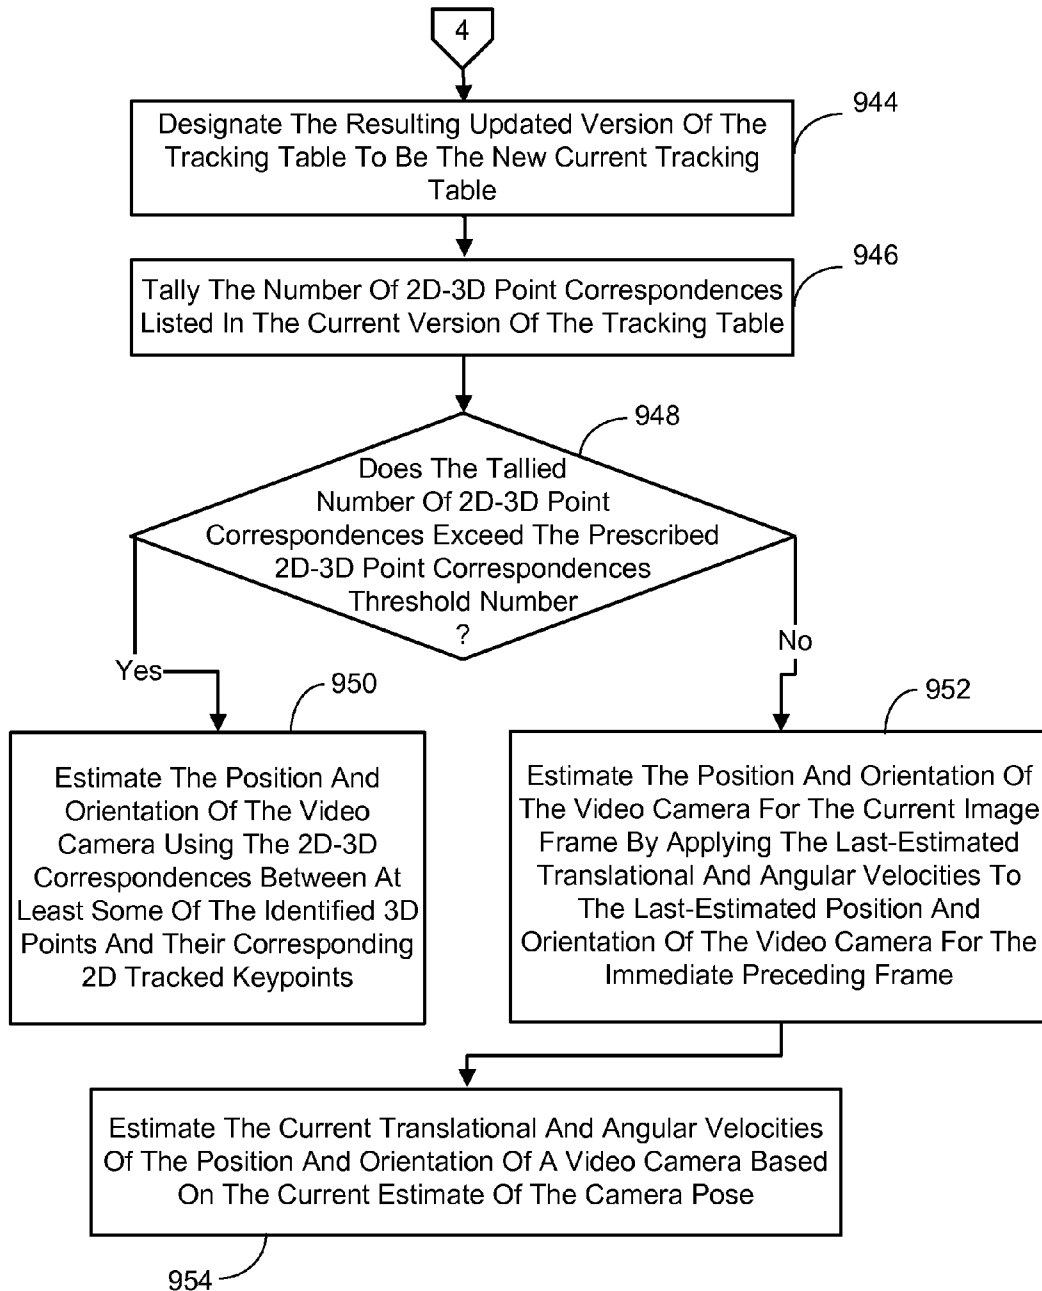 4
944
Designate The Resulting Updated Version Of The
Tracking Table To Be The New Current Tracking
Table
946
Tally The Number Of 2D-3D Point Correspondences
Listed In The Current Version Of The Tracking Table
948
Does The Tallied
Number Of 2D-3D Point
Correspondences Exceed The Prescribed
2D-3D Point Correspondences
Threshold Number
?
Yes
No
950
952
Estimate The Position And
Orientation Of The Video
Camera Using The 2D-3D
Correspondences Between At
Least Some Of The Identified 3D
Points And Their Corresponding
2D Tracked Keypoints
Estimate The Position And Orientation Of
The Video Camera For The Current Image
Frame By Applying The Last-Estimated
Translational And Angular Velocities To
The Last-Estimated Position And
Orientation Of The Video Camera For The
Immediate Preceding Frame
Estimate The Current Translational And Angular Velocities
Of The Position And Orientation Of A Video Camera Based
On The Current Estimate Of The Camera Pose
954